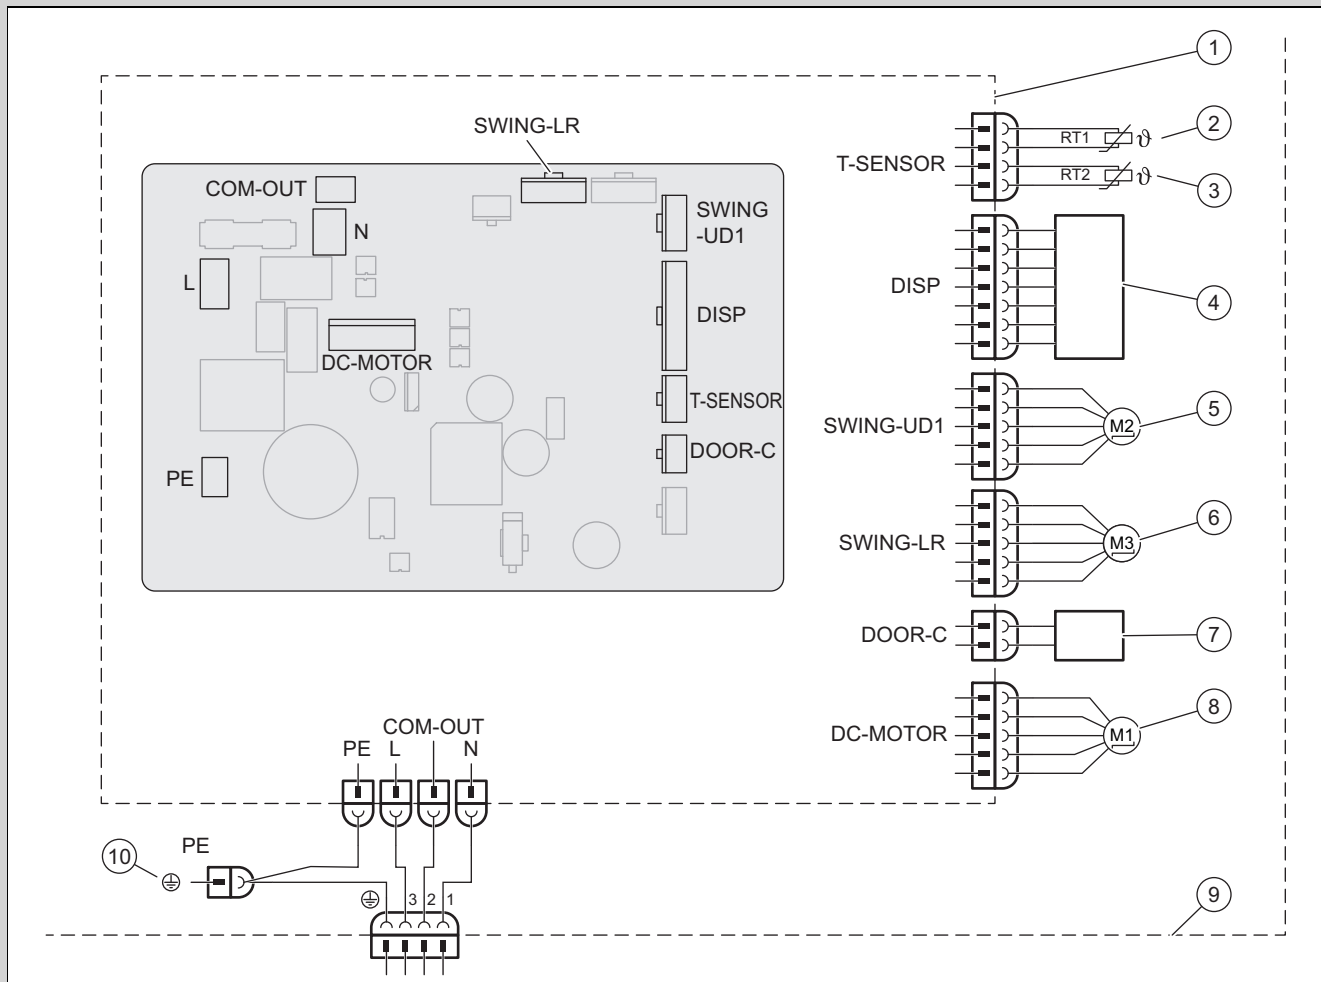 1
SWING-LR
2
RT1 ϑ
T-SENSOR
RT2 ϑ
3
COM-OUT
SWING
-UD1
N
L
DISP
4
DISP
DC-MOTOR
T-SENSOR
5
SWING-UD1
M2
DOOR-C
PE
6
SWING-LR
M3
DOOR-C
7
8
DC-MOTOR
M1
COM-OUT
PE L N
PE
10
3 2 1
9